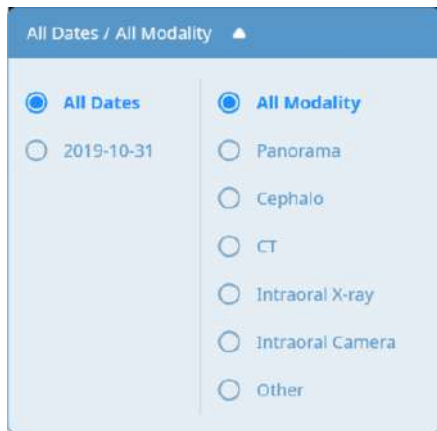 All Dates / All Modality
All Dates
2019-10-31
All Modality
Panorama
Cephalo
CT
Intraoral X-ray
Intraoral Camera
Other